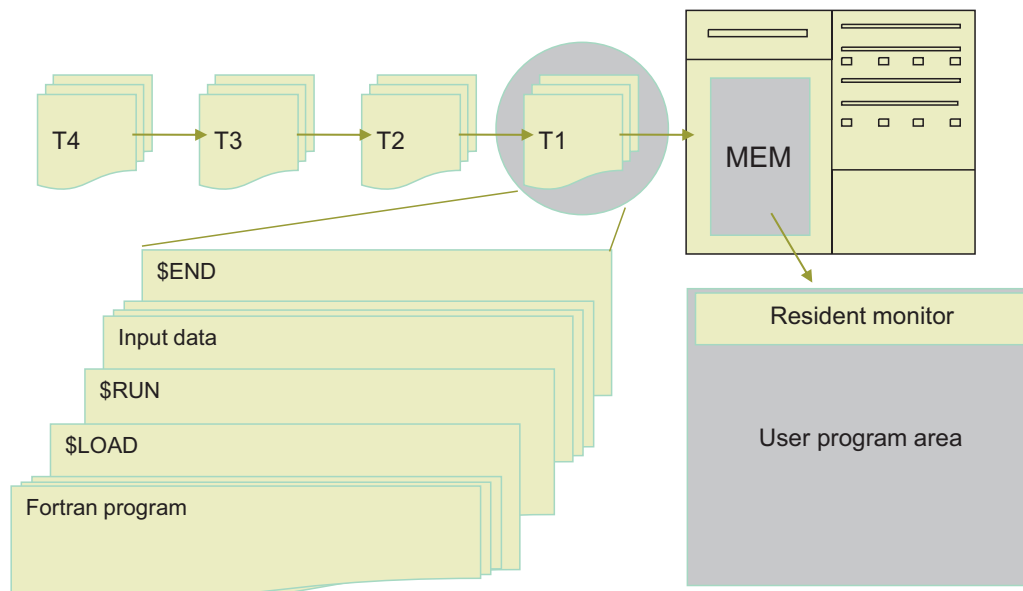 T4
T3
T2
T1
MEM
$END
Input data
$RUN
$LOAD
Fortran program
Resident monitor
User program area